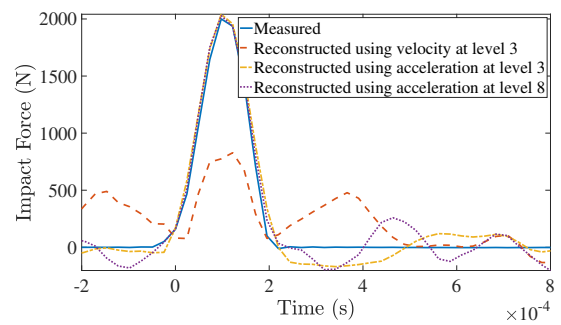 2000
1500
1000
500
0
Impact Force (N)
Measured
Reconstructed using velocity at level 3
Reconstructed using acceleration at level 3
Reconstructed using acceleration at level 8
-2 0 2 4 6 8
Time (s)
×10⁻⁴